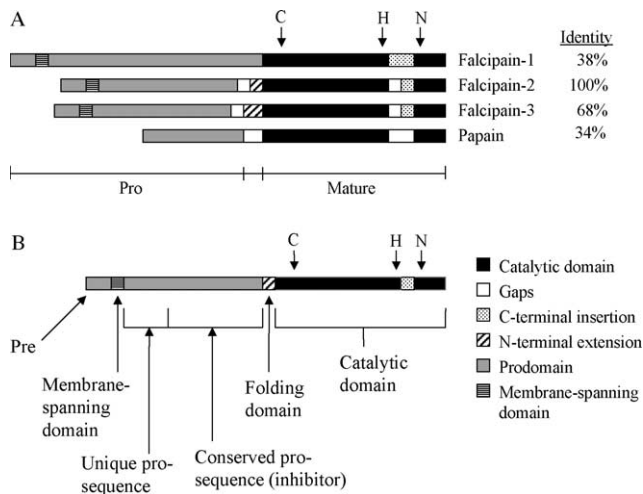 A
C H N
Identity
Falcipain-1 38%
Falcipain-2 100%
Falcipain-3 68%
Papain 34%
Pro Mature
B
C H N
Pre
Membrane-
spanning
domain
Unique pro-
sequence
Conserved pro-
sequence (inhibitor)
Folding
domain
Catalytic
domain
Catalytic domain
Gaps
C-terminal insertion
N-terminal extension
Prodomain
Membrane-spanning
domain